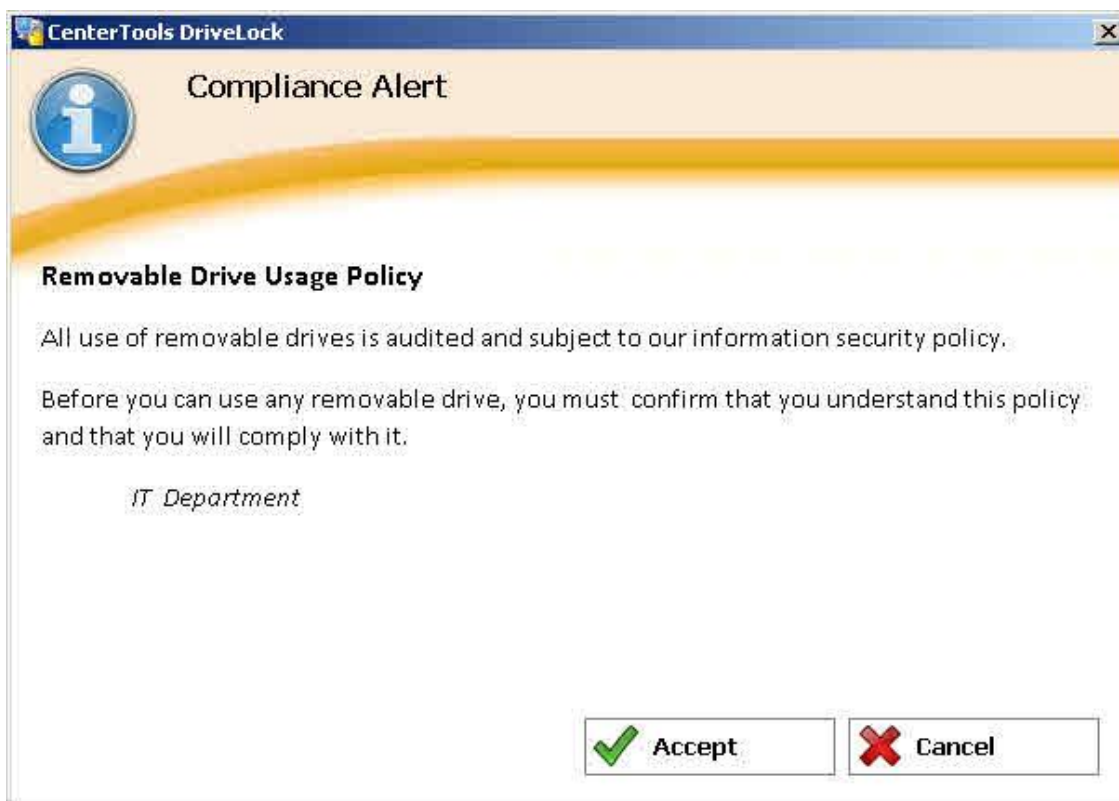 CenterTools DriveLock
Compliance Alert
Removable Drive Usage Policy
All use of removable drives is audited and subject to our information security policy.
Before you can use any removable drive, you must confirm that you understand this policy
and that you will comply with it.
IT Department
Accept
Cancel